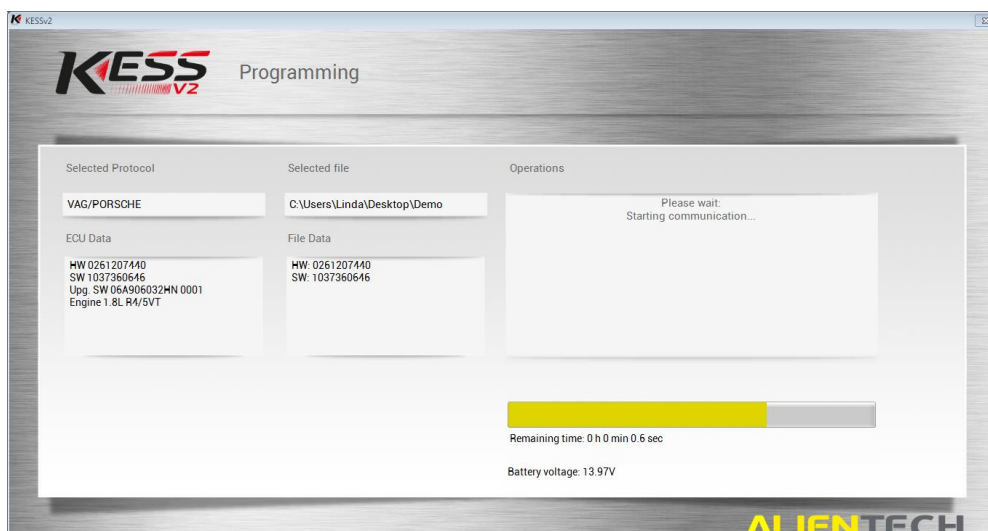 KESSv2
KESS
V2
Programming
Selected Protocol
Selected file
Operations
VAG/PORSCHE
C:\Users\Linda\Desktop\Demo
Please wait:
Starting communication...
ECU Data
File Data
HW 0261207440
SW 1037360646
Upg. SW 06A906032HN 0001
Engine 1.8L R4/5VT
HW: 0261207440
SW: 1037360646
Remaining time: 0 h 0 min 0.6 sec
Battery voltage: 13.97V
ALIENTECH